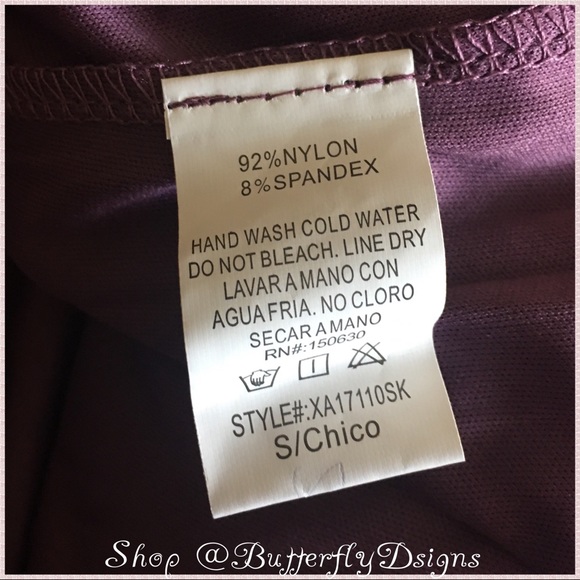 92%NYLON
8%SPANDEX
HAND WASH COLD WATER
DO NOT BLEACH. LINE DRY
LAVAR A MANO CON
AGUA FRIA. NO CLORO
SECAR A MANO
RN#:150630
STYLE#:XA17110SK
S/Chico
Shop @ButterflyDsigns